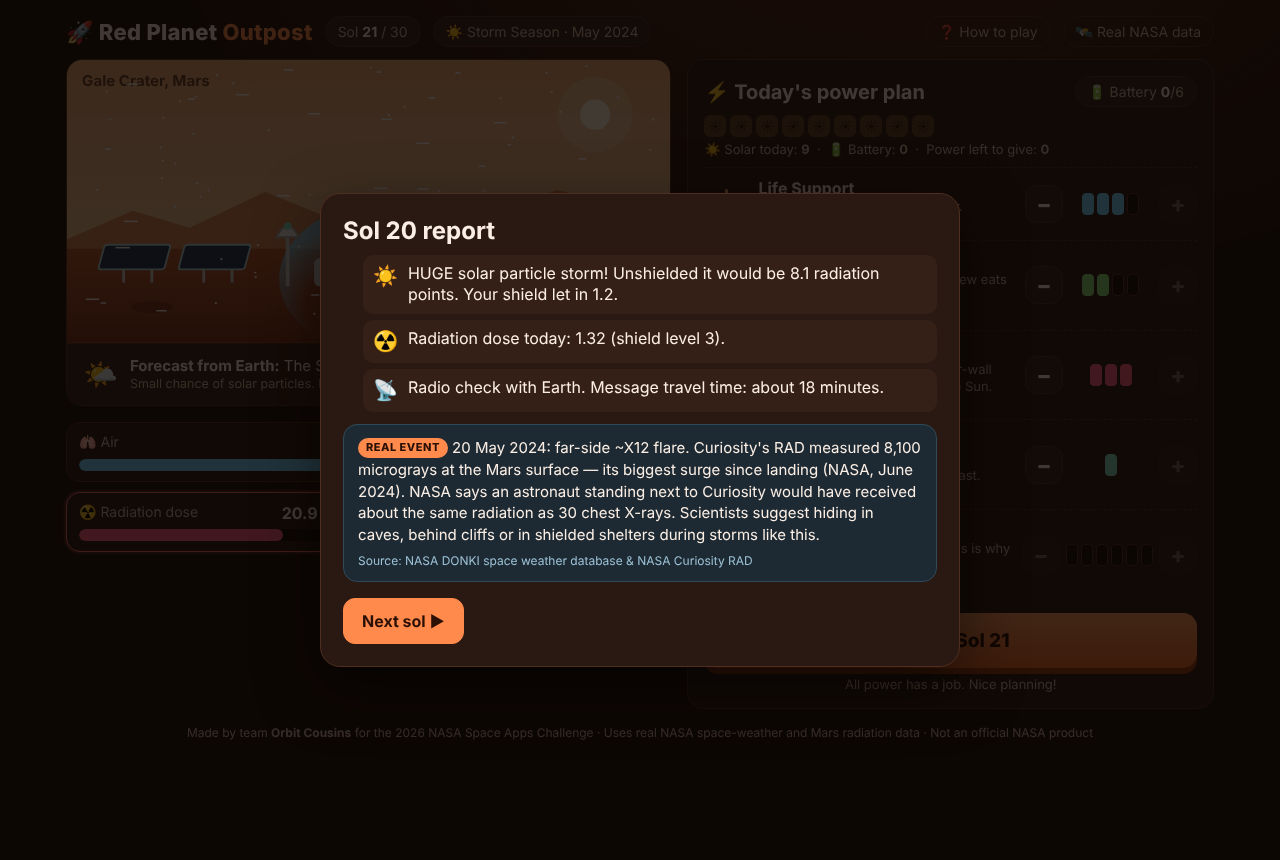 Red Planet Outpost
Sol 21 / 30
Storm Season · May 2024
How to play
Real NASA data
Gale Crater, Mars
Today's power plan
Battery 0/6
Solar today: 9 · Battery: 0 · Power left to give: 0
Life Support
Sol 20 report
HUGE solar particle storm! Unshielded it would be 8.1 radiation
points. Your shield let in 1.2.
Radiation dose today: 1.32 (shield level 3).
Radio check with Earth. Message travel time: about 18 minutes.
REAL EVENT 20 May 2024: far-side ~X12 flare. Curiosity's RAD measured 8,100
micrograys at the Mars surface — its biggest surge since landing (NASA, June
2024). NASA says an astronaut standing next to Curiosity would have received
about the same radiation as 30 chest X-rays. Scientists suggest hiding in
caves, behind cliffs or in shielded shelters during storms like this.
Source: NASA DONKI space weather database & NASA Curiosity RAD
Next sol ▶
Forecast from Earth: The
Small chance of solar particles.
Air
Radiation dose 20.9
ew eats
r-wall
Sun.
ast.
s is why
Sol 21
All power has a job. Nice planning!
Made by team Orbit Cousins for the 2026 NASA Space Apps Challenge · Uses real NASA space-weather and Mars radiation data · Not an official NASA product